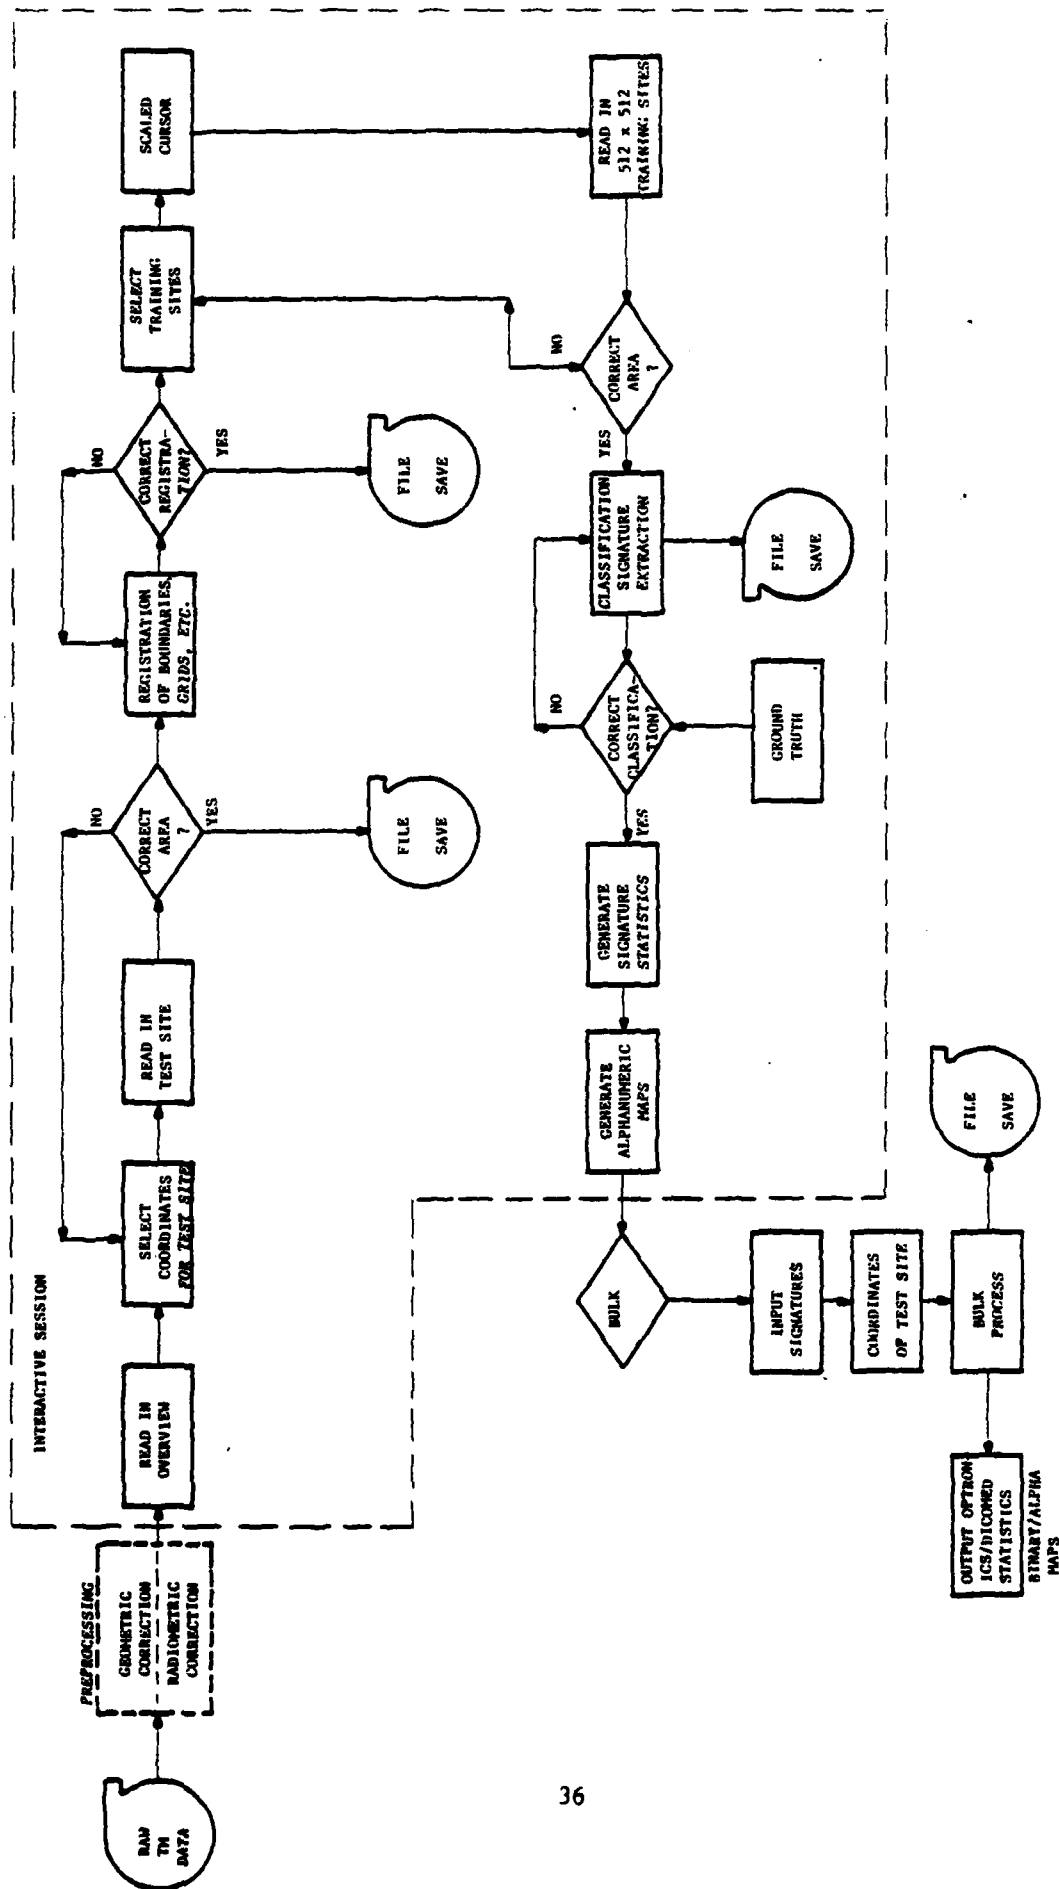 RAW
TM
DATA
PREPROCESSING
GEOMETRIC
CORRECTION
RADIOMETRIC
CORRECTION
INTERACTIVE SESSION
READ IN
OVERVIEW
SELECT
COORDINATES
FOR TEST SITE
READ IN
TEST SITE
CORRECT
AREA
?
NO
YES
FILE
SAVE
REGISTRATION
OF BOUNDARIES,
GRIDS, ETC.
CORRECT
REGISTRA-
TION?
NO
YES
FILE
SAVE
SELECT
TRAINING
SITES
SCALED
CURSOR
READ IN
512 x 512
TRAINING SITES
CORRECT
AREA
?
NO
YES
CLASSIFICATION
SIGNATURE
EXTRACTION
FILE
SAVE
CORRECT
CLASSIFICA-
TION?
NO
YES
GROUND
TRUTH
GENERATE
SIGNATURE
STATISTICS
GENERATE
ALPHANUMERIC
MAPS
BULK
INPUT
SIGNATURES
COORDINATES
OF TEST SITE
BULK
PROCESS
FILE
SAVE
OUTPUT OPTRON-
ICS/DICOMED
STATISTICS
BINARY/ALPHA
MAPS
36